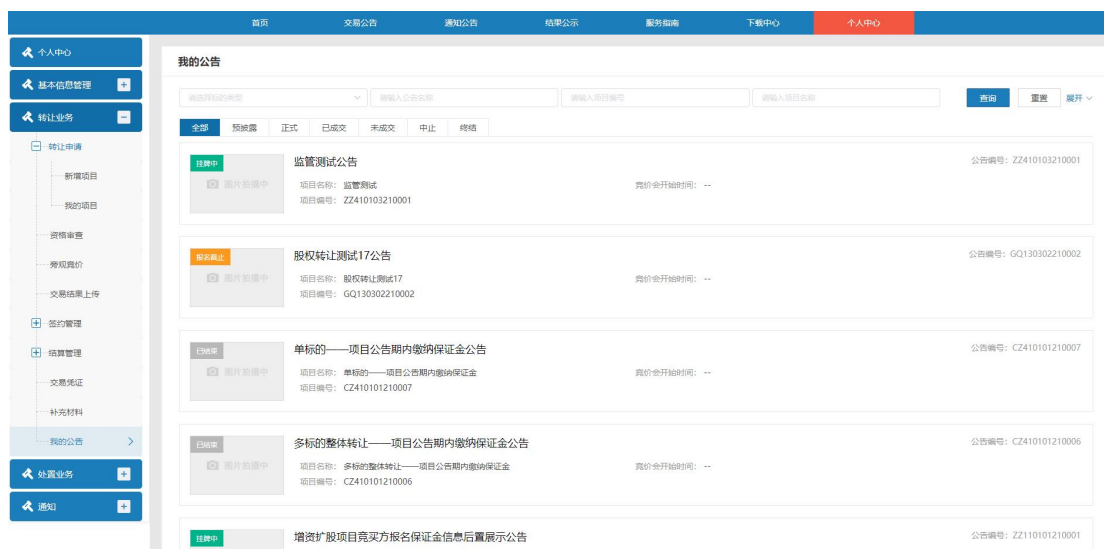 首页 交易公告 通知公告 结果公示 服务指南 下载中心 个人中心
个人中心
基本信息管理
转让业务
转让申请
新增项目
我的项目
资格审查
旁观竞价
交易结果上传
签约管理
结算管理
交易凭证
补充材料
我的公告
处置业务
通知
我的公告
请选择标的类型 请输入公告名称 请输入项目编号 请输入项目名称 查询 重置 展开
全部 预披露 正式 已成交 未成交 中止 终结
挂牌中
图片拍摄中
监管测试公告
公告编号: ZZ410103210001
项目名称: 监管测试
竞价会开始时间: --
项目编号: ZZ410103210001
报名截止
图片拍摄中
股权转让测试17公告
公告编号: GQ130302210002
项目名称: 股权转让测试17
竞价会开始时间: --
项目编号: GQ130302210002
已结束
图片拍摄中
单标的——项目公告期内缴纳保证金公告
公告编号: CZ410101210007
项目名称: 单标的——项目公告期内缴纳保证金
竞价会开始时间: --
项目编号: CZ410101210007
已结束
图片拍摄中
多标的整体转让——项目公告期内缴纳保证金公告
公告编号: CZ410101210006
项目名称: 多标的整体转让——项目公告期内缴纳保证金
竞价会开始时间: --
项目编号: CZ410101210006
挂牌中
增资扩股项目竞买方报名保证金信息后置展示公告
公告编号: ZZ110101210001